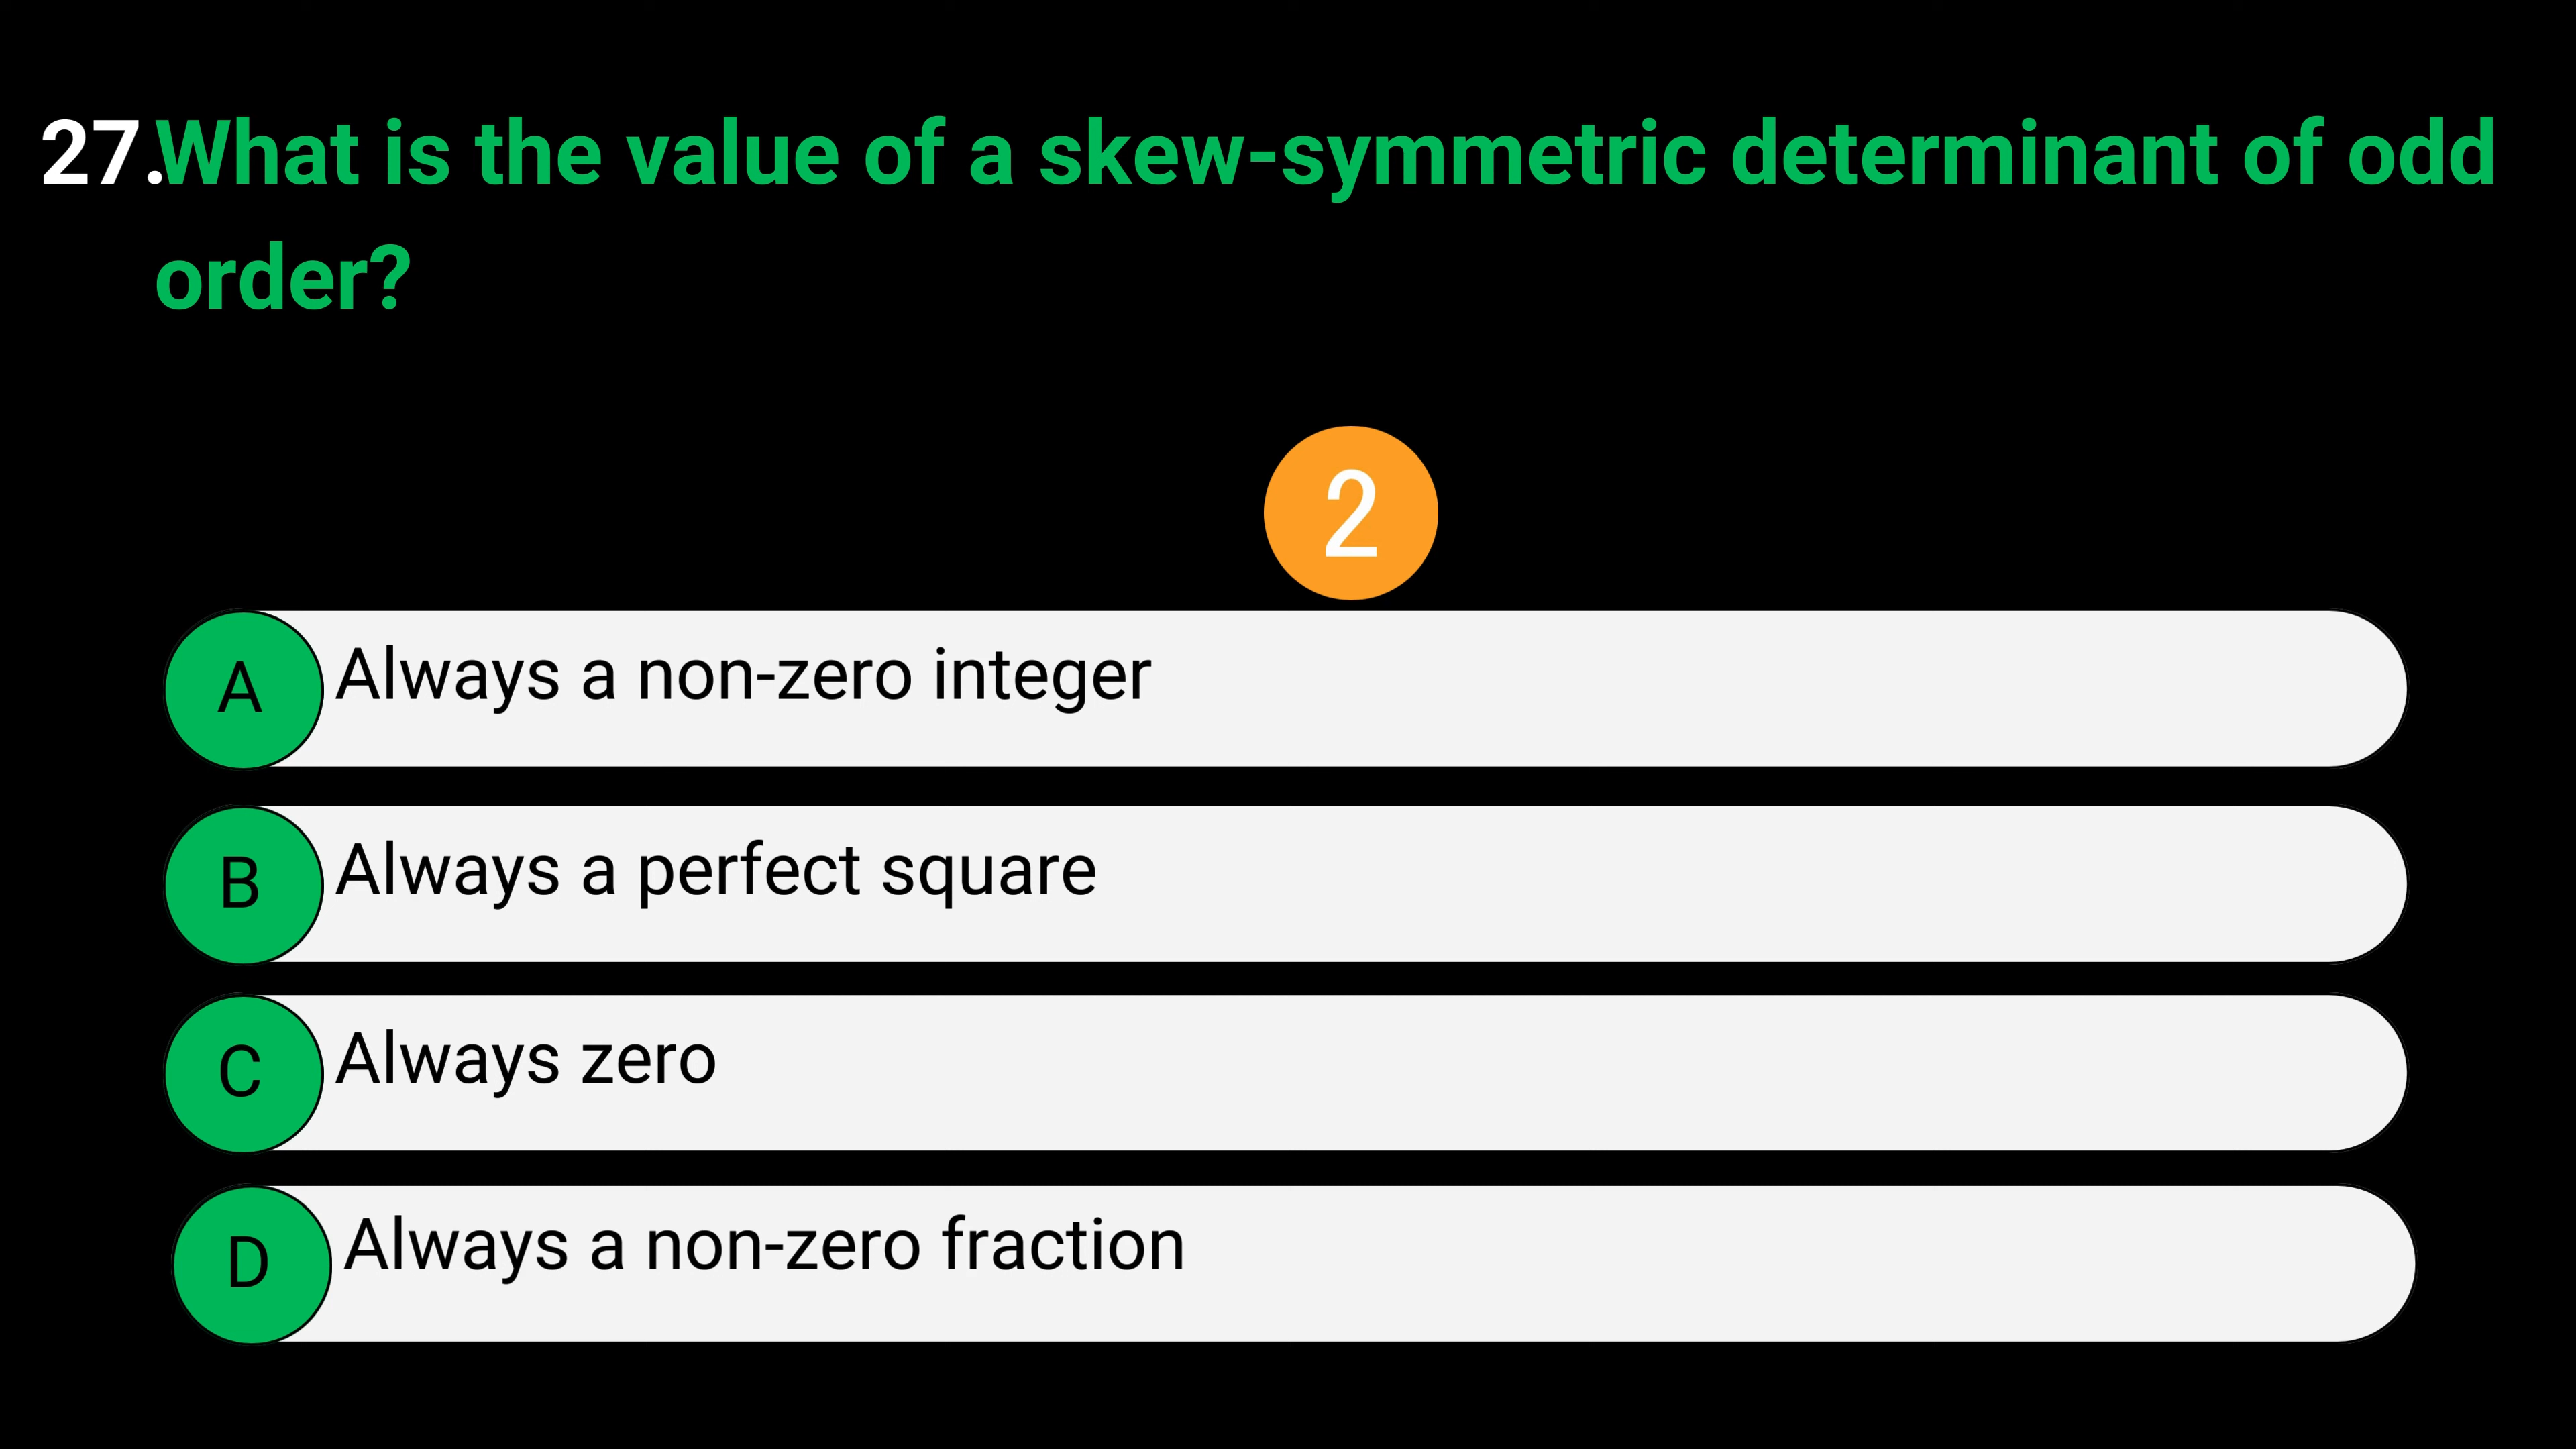 27.What is the value of a skew-symmetric determinant of odd
order?
2
A Always a non-zero integer
B Always a perfect square
C Always zero
D Always a non-zero fraction